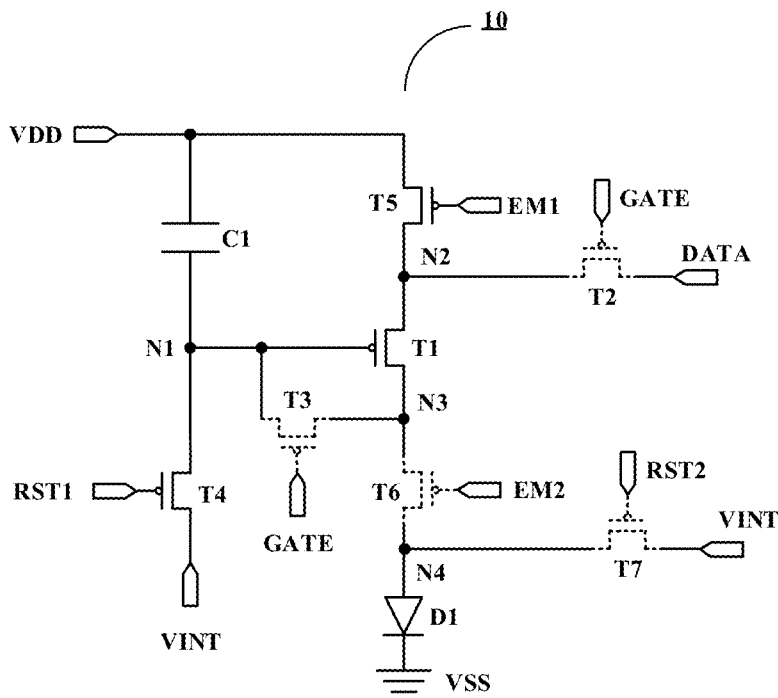 10
VDD
T5
EM1
GATE
C1
N2
DATA
T2
N1
T1
T3
N3
RST1
T4
T6
EM2
RST2
GATE
VINT
N4
T7
VINT
D1
VSS